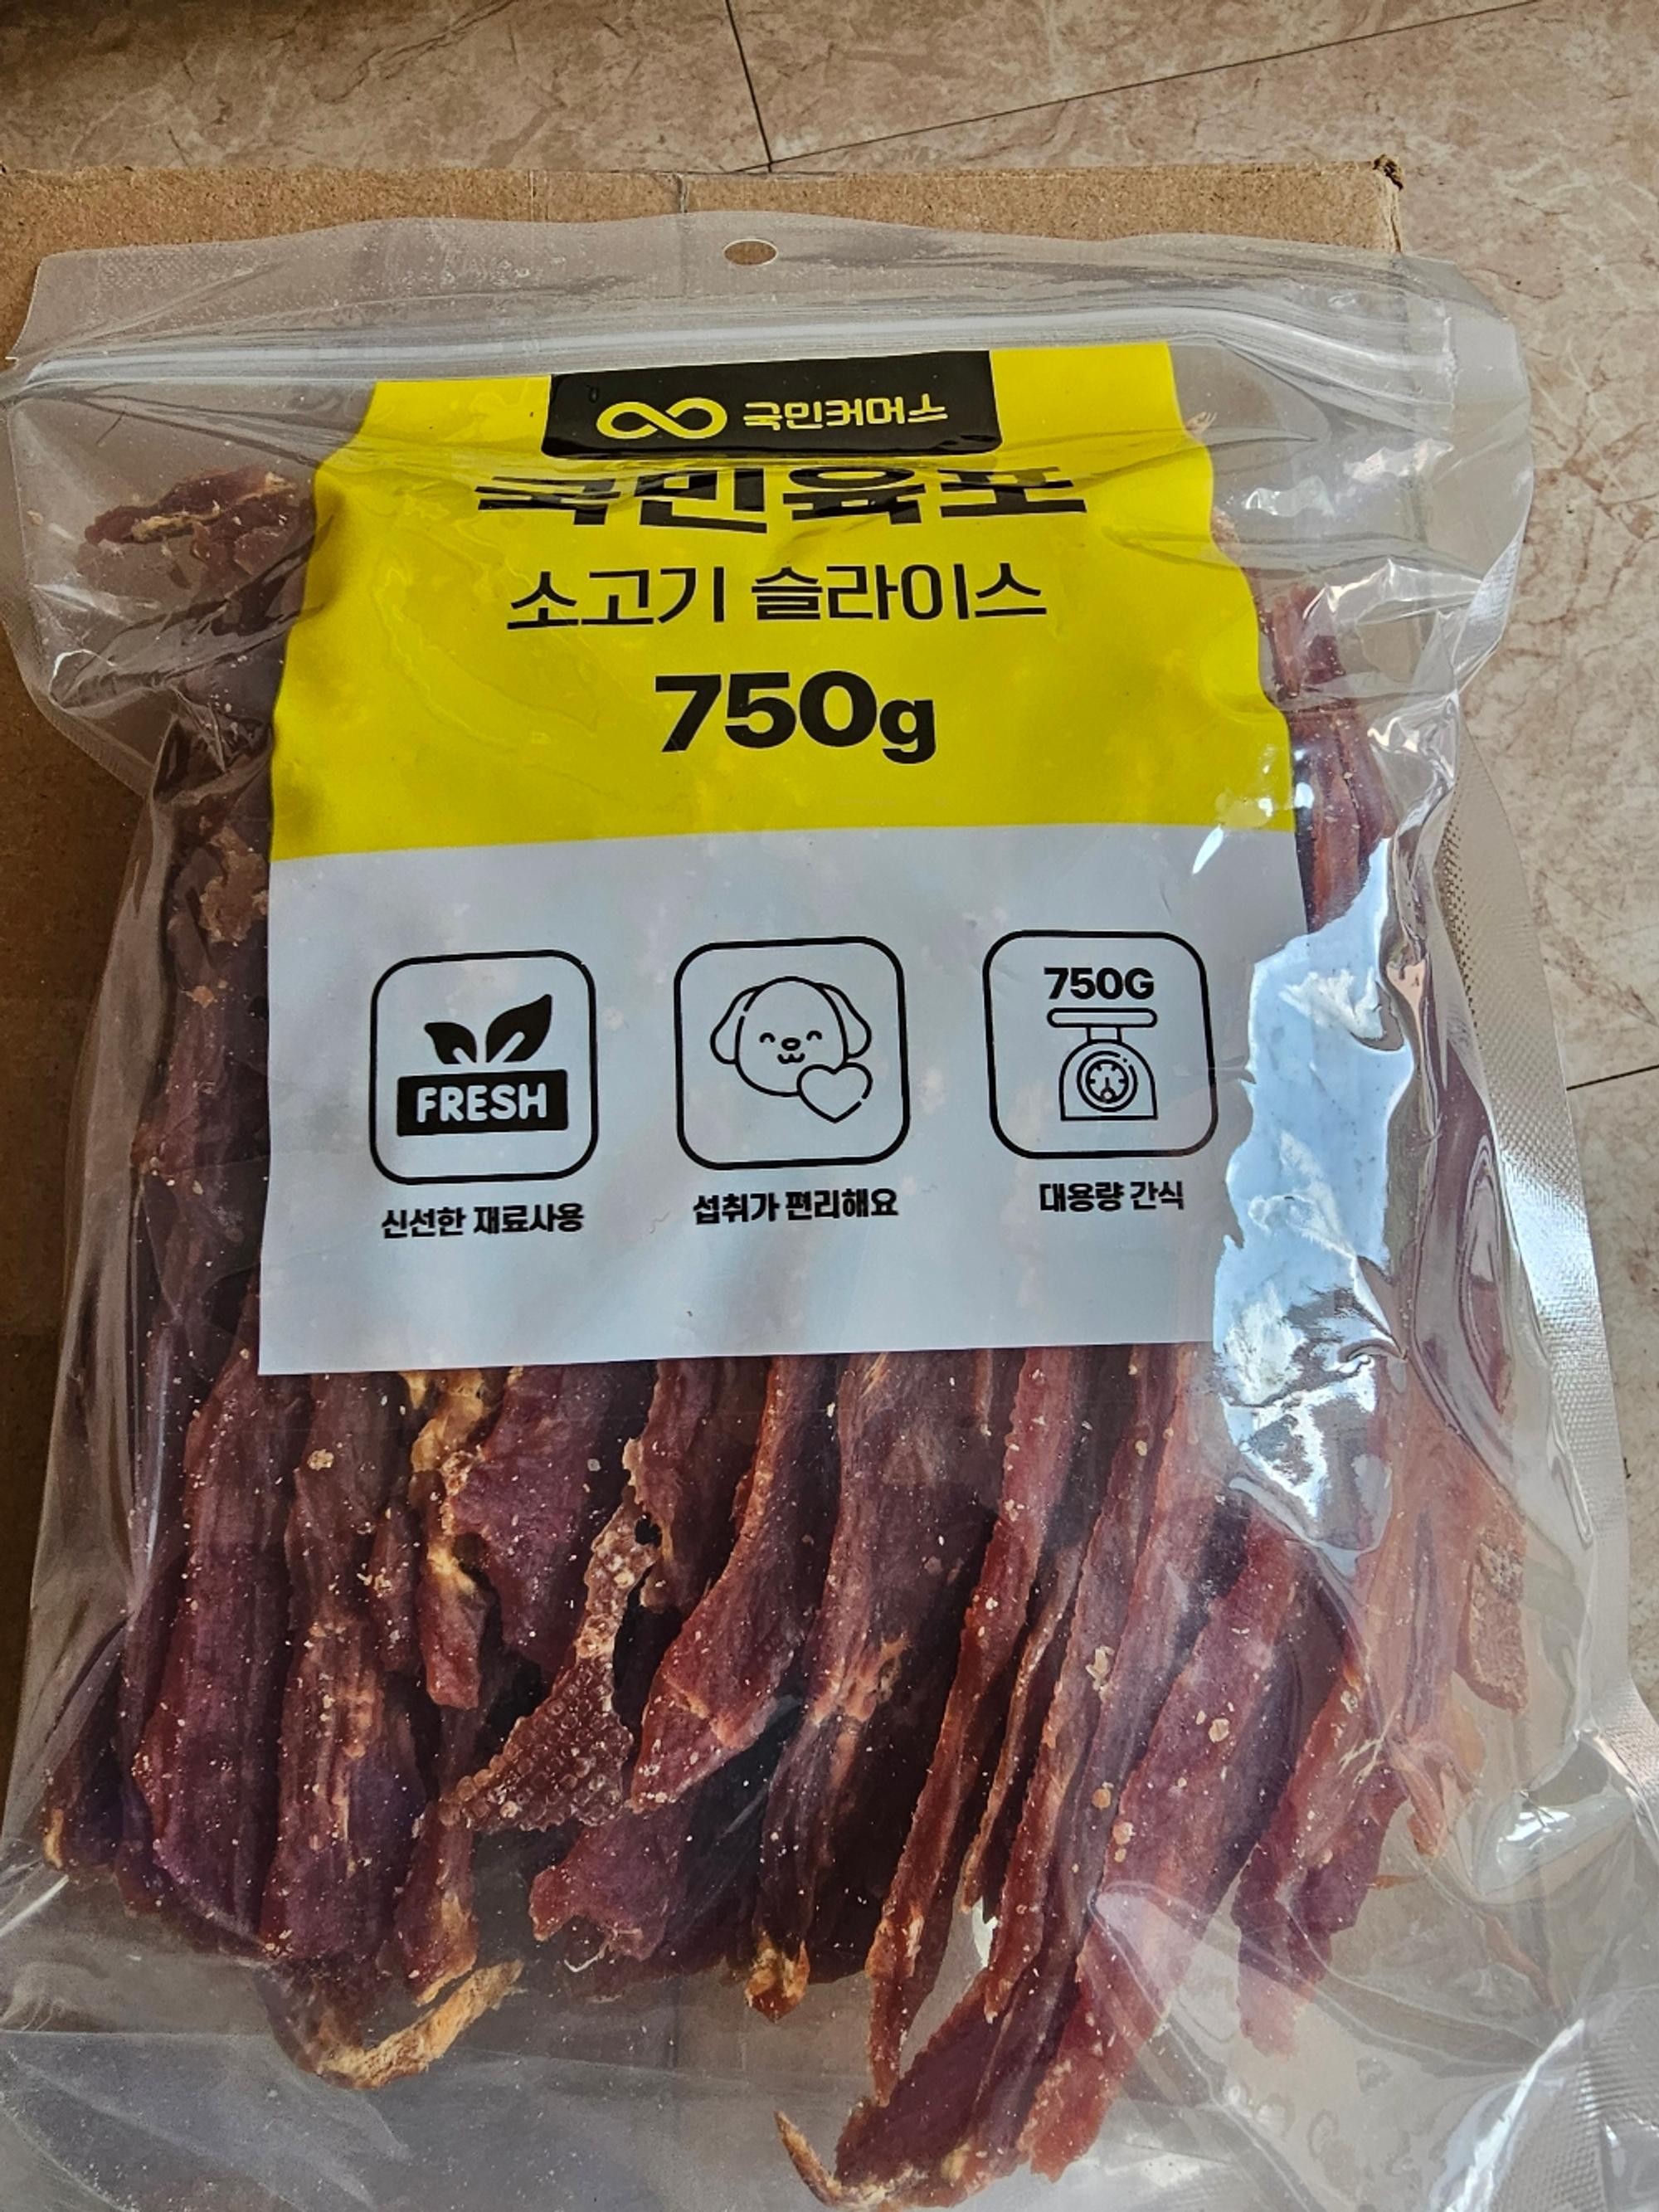 국민커머스
국민육포
소고기 슬라이스
750g
FRESH
750G
신선한 재료사용
섭취가 편리해요
대용량 간식